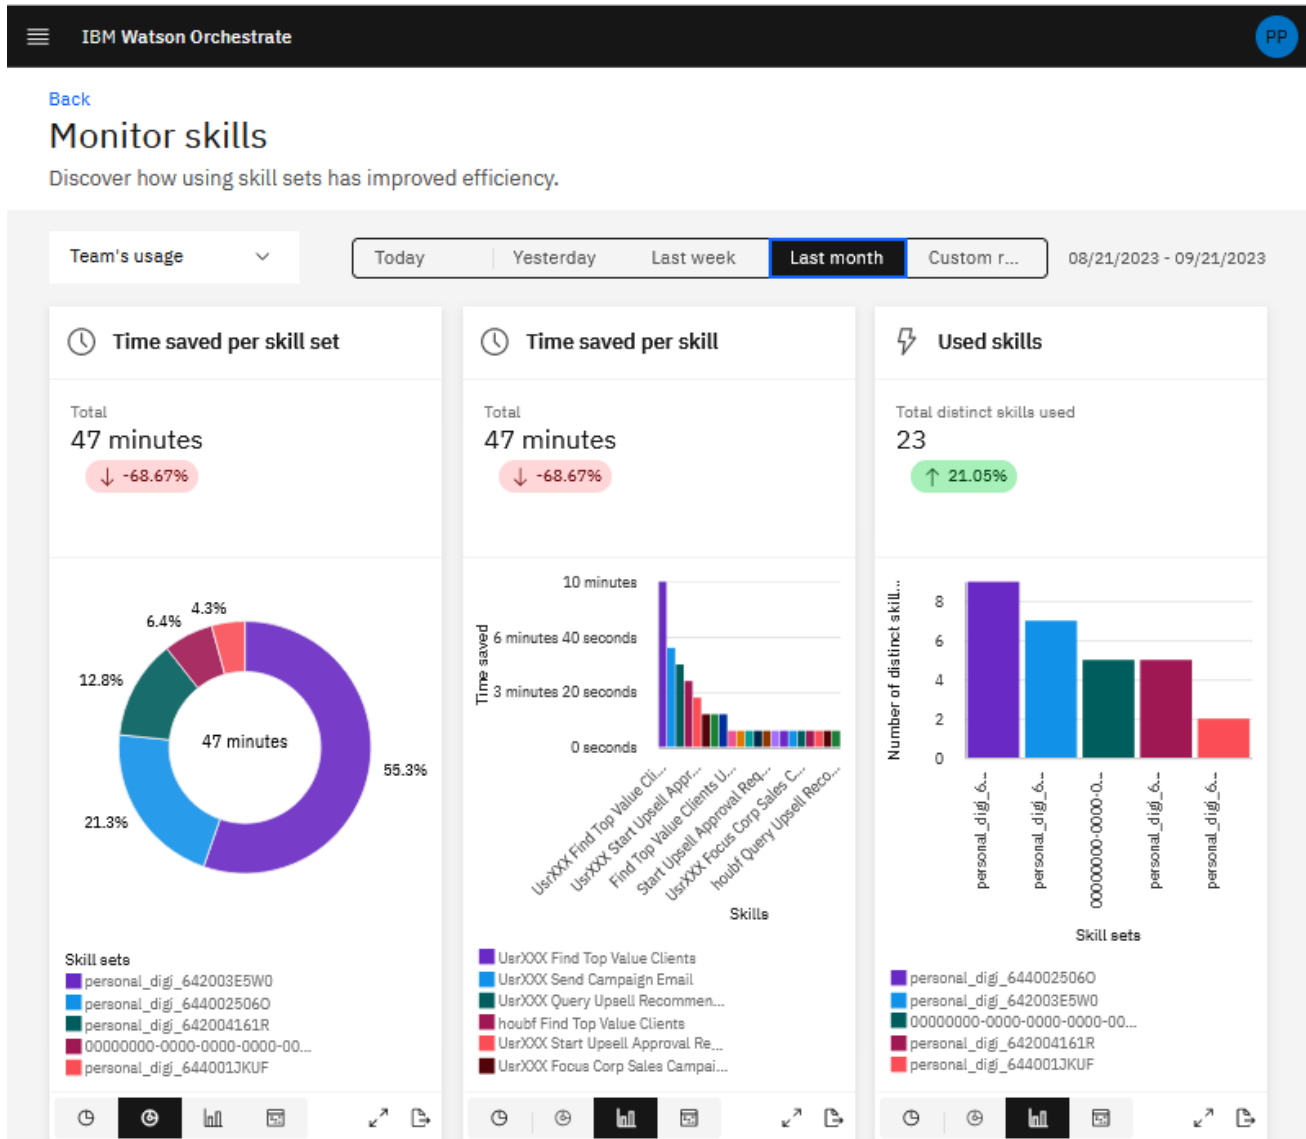 IBM Watson Orchestrate
PP
Back
Monitor skills
Discover how using skill sets has improved efficiency.
Team's usage
Today
Yesterday
Last week
Last month
Custom r...
08/21/2023 - 09/21/2023
Time saved per skill set
Total
47 minutes
-68.67%
4.3%
6.4%
12.8%
47 minutes
55.3%
21.3%
Skill sets
personal_digi_642003E5W0
personal_digi_644002506O
personal_digi_642004161R
00000000-0000-0000-0000-00...
personal_digi_644001JKUF
Time saved per skill
Total
47 minutes
-68.67%
Time saved
10 minutes
6 minutes 40 seconds
3 minutes 20 seconds
0 seconds
UsrXXX Find Top Value Cli...
UsrXXX Start Upsell Appr...
Find Top Value Clients U...
Start Upsell Approval Req...
UsrXXX Focus Corp Sales C...
houbf Query Upsell Reco...
Skills
UsrXXX Find Top Value Clients
UsrXXX Send Campaign Email
UsrXXX Query Upsell Recommen...
houbf Find Top Value Clients
UsrXXX Start Upsell Approval Re...
UsrXXX Focus Corp Sales Campai...
Used skills
Total distinct skills used
23
21.05%
Number of distinct skill...
8
6
4
2
0
personal_digi_6...
personal_digi_6...
00000000-0000-0...
personal_digi_6...
personal_digi_6...
Skill sets
personal_digi_644002506O
personal_digi_642003E5W0
00000000-0000-0000-0000-00...
personal_digi_642004161R
personal_digi_644001JKUF